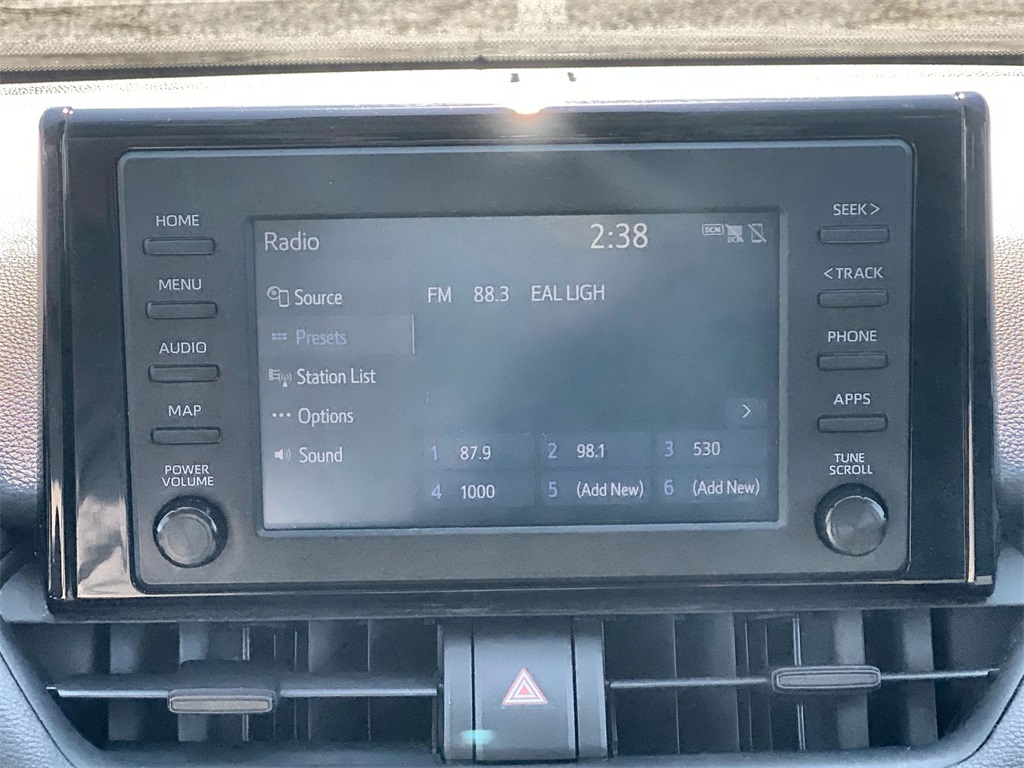 HOME
MENU
AUDIO
MAP
POWER
VOLUME
Radio 2:38 DCM
Source
Presets
Station List
Options
Sound
FM 88.3 EAL LIGH
>
1 87.9 2 98.1 3 530
4 1000 5 (Add New) 6 (Add New)
SEEK >
< TRACK
PHONE
APPS
TUNE
SCROLL